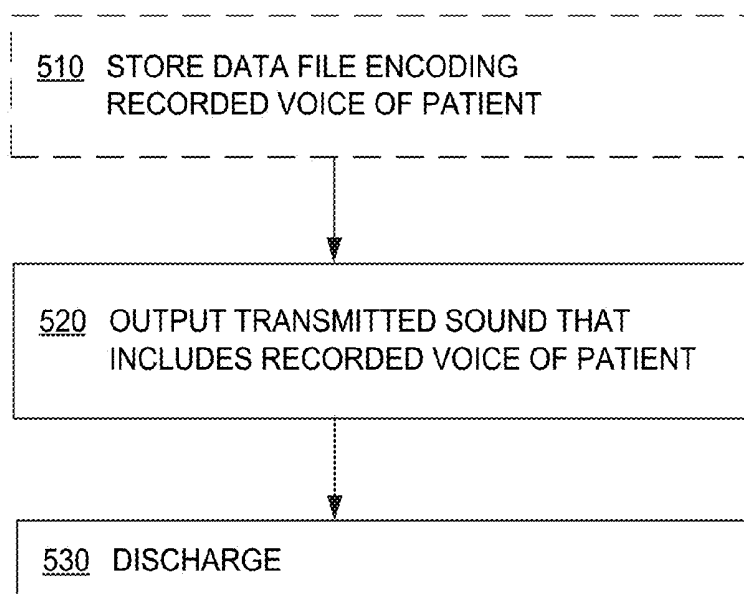 510 STORE DATA FILE ENCODING
RECORDED VOICE OF PATIENT
520 OUTPUT TRANSMITTED SOUND THAT
INCLUDES RECORDED VOICE OF PATIENT
530 DISCHARGE